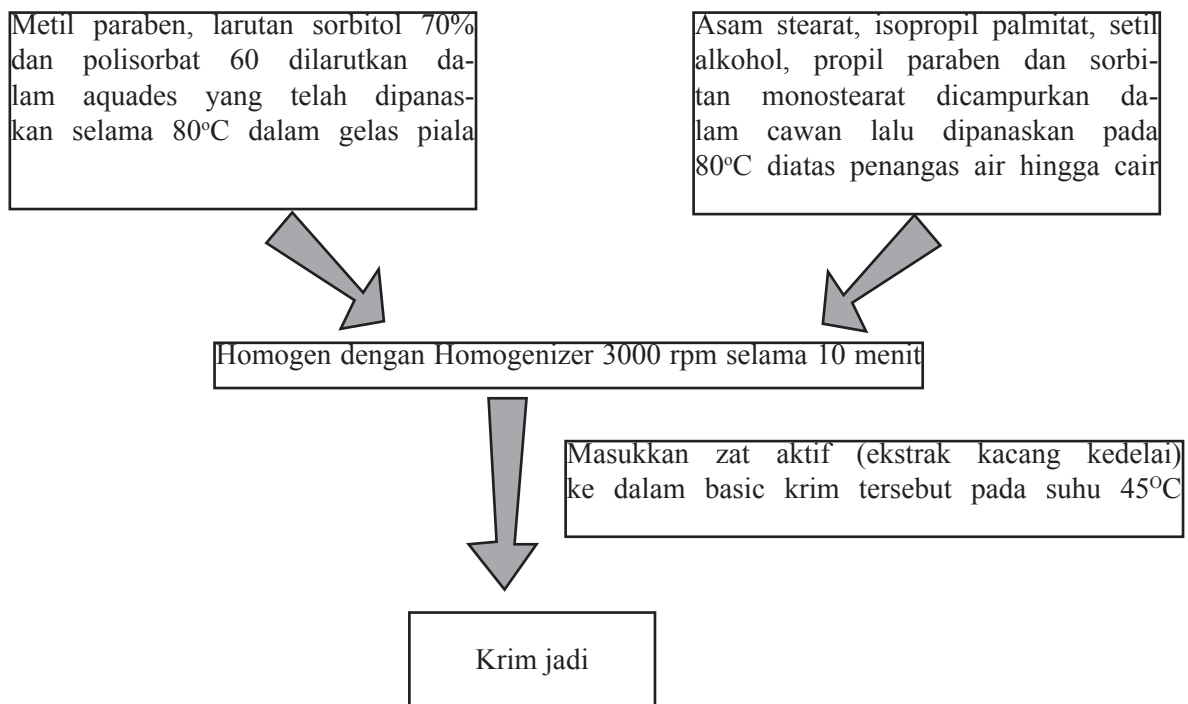 Metil paraben, larutan sorbitol 70%
dan polisorbat 60 dilarutkan da-
lam aquades yang telah dipanas-
kan selama 80°C dalam gelas piala
Asam stearat, isopropil palmitat, setil
alkohol, propil paraben dan sorbi-
tan monostearat dicampurkan da-
lam cawan lalu dipanaskan pada
80°C diatas penangas air hingga cair
Homogen dengan Homogenizer 3000 rpm selama 10 menit
Masukkan zat aktif (ekstrak kacang kedelai)
ke dalam basic krim tersebut pada suhu 45ᴼC
Krim jadi